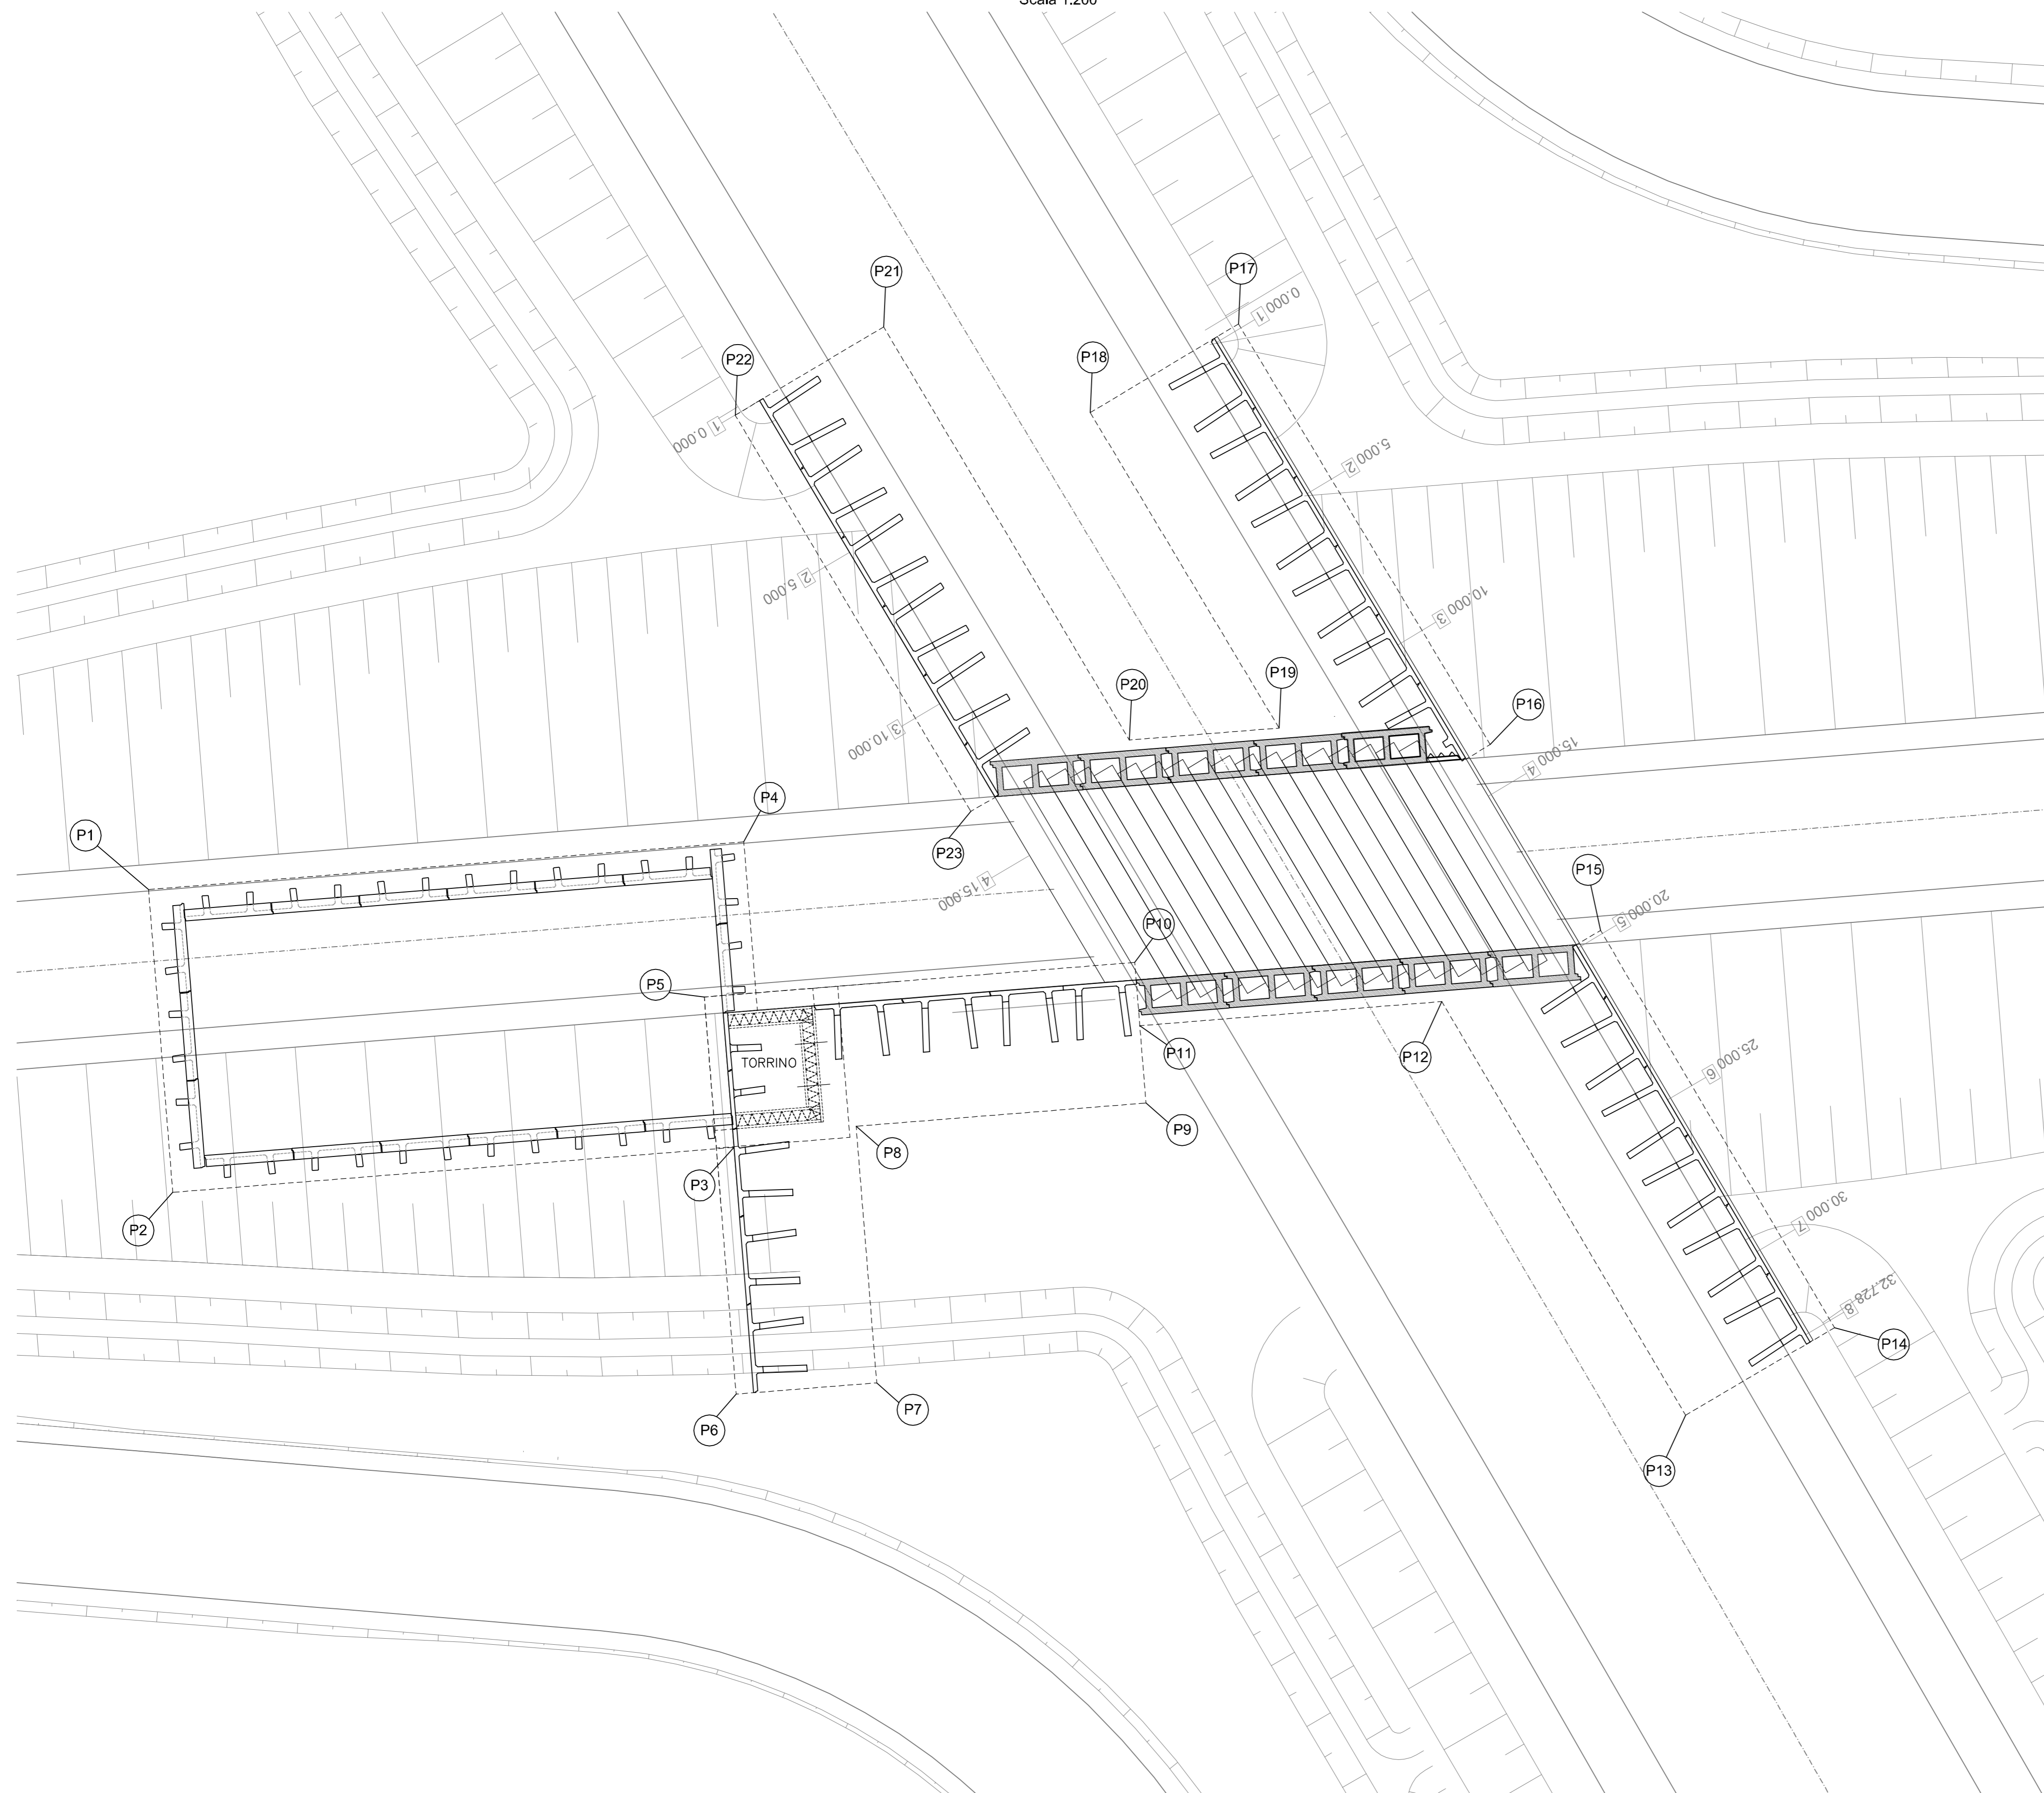 Scala 1:200
P17
P21
1 0.000
P18
P22
1 0.000
2 5.000
2 5.000
3 10.000
P20
P19
P16
3 10.000
4 15.000
P4
P1
P23
P15
4 15.000
20.000 5
P10
P5
TORRINO
25.000 6
P11
P12
P9
P8
P3
30.000 7
P2
32.728 8
P14
P7
P6
P13